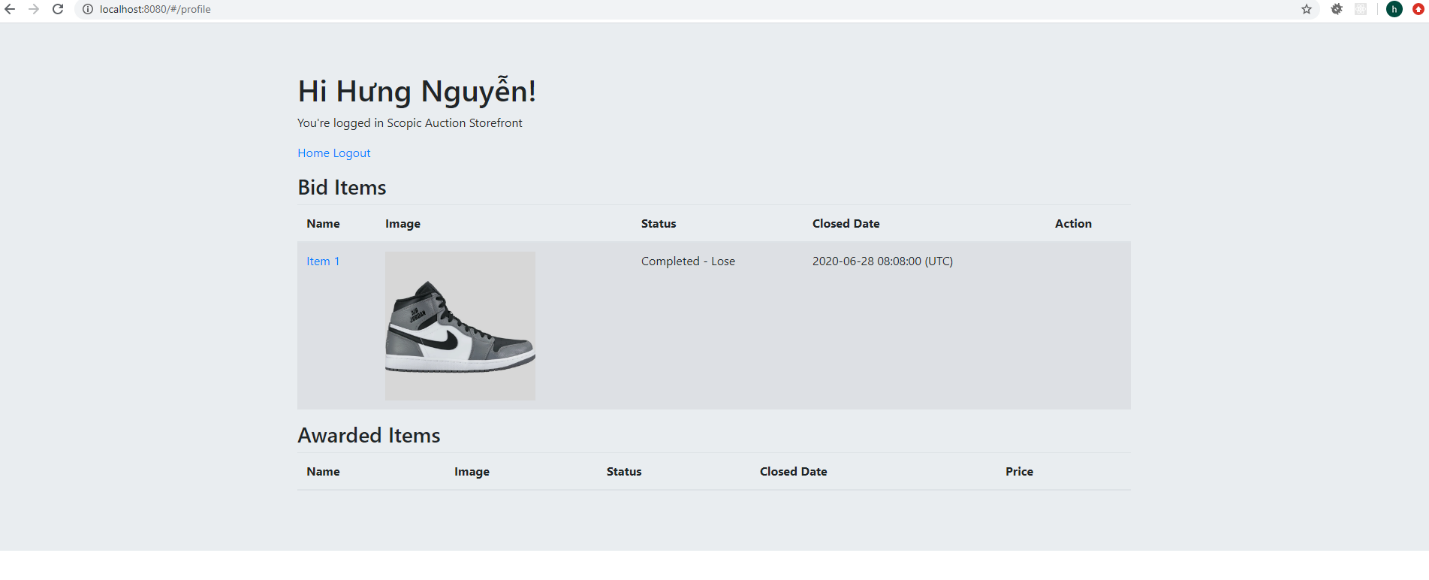 localhost:8080/#/profile
h
Hi Hưng Nguyễn!
You're logged in Scopic Auction Storefront
Home Logout
Bid Items
Name Image Status Closed Date Action
Item 1 Completed - Lose 2020-06-28 08:08:00 (UTC)
AIR
JORDAN
Awarded Items
Name Image Status Closed Date Price